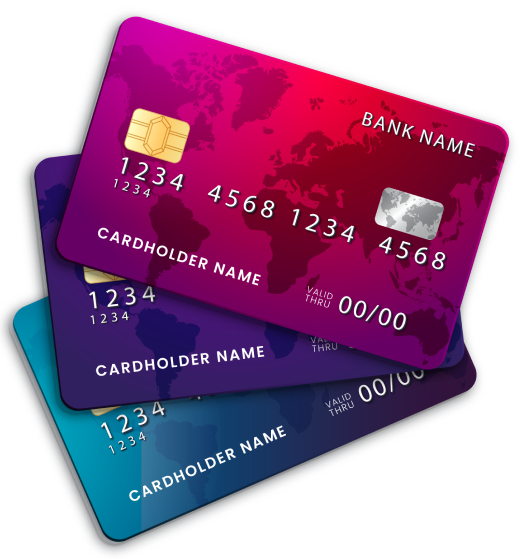 BANK NAME
1234 4568 1234 4568
1234
CARDHOLDER NAME
VALID
THRU 00/00
1234
1234
CARDHOLDER NAME
VALID
THRU
1234
1234
CARDHOLDER NAME
VALID
THRU 00/00